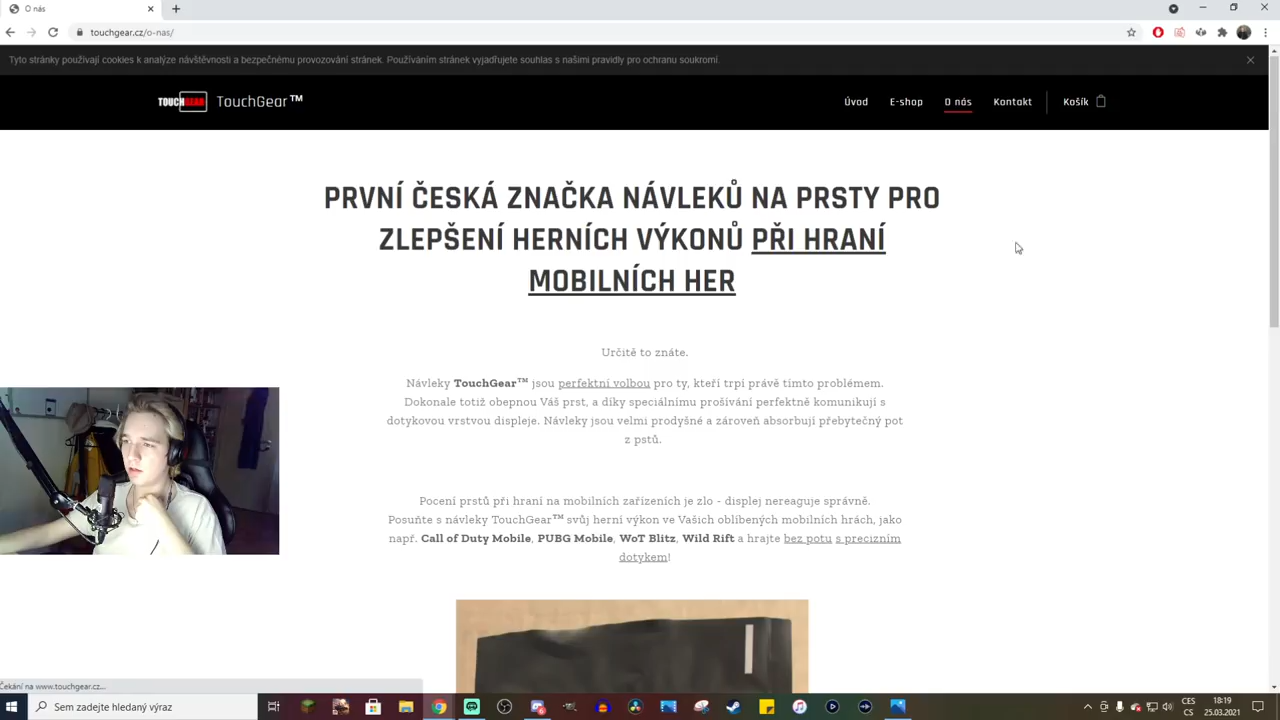 O nás
touchgear.cz/o-nas/
Tyto stránky používají cookies k analýze návštěvnosti a bezpečnému provozování stránek. Používáním stránek vyjadřujete souhlas s našimi pravidly pro ochranu soukromí.
TOUCHGEAR TouchGear™ Úvod E-shop O nás Kontakt Košík
PRVNÍ ČESKÁ ZNAČKA NÁVLEKŮ NA PRSTY PRO
ZLEPŠENÍ HERNÍCH VÝKONŮ PŘI HRANÍ
MOBILNÍCH HER
Určitě to znáte.
Návleky TouchGear™ jsou perfektní volbou pro ty, kteří trpí právě tímto problémem.
Dokonale totiž obepnou Váš prst, a díky speciálnímu prošívání perfektně komunikují s
dotykovou vrstvou displeje. Návleky jsou velmi prodyšné a zároveň absorbují přebytečný pot
z pstů.
Pocení prstů při hraní na mobilních zařízeních je zlo - displej nereaguje správně.
Posuňte s návleky TouchGear™ svůj herní výkon ve Vašich oblíbených mobilních hrách, jako
např. Call of Duty Mobile, PUBG Mobile, WoT Blitz, Wild Rift a hrajte bez potu s precizním
dotykem!
Čekání na www.touchgear.cz...
Sem zadejte hledaný výraz
CES
CS
18:19
25.03.2021